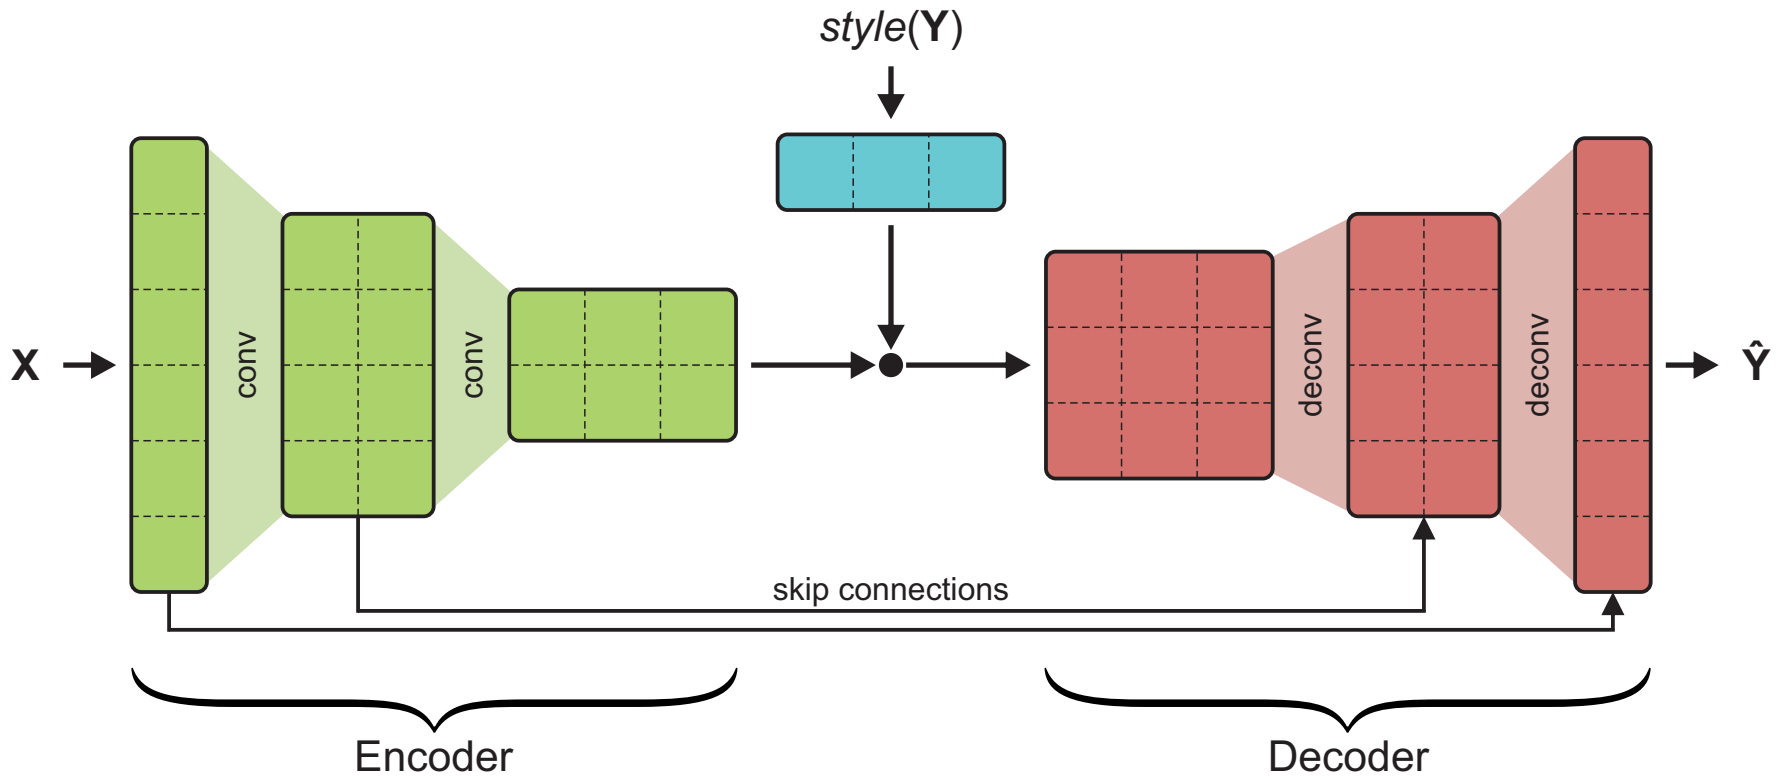 style(Y)
X
conv
conv
deconv
deconv
Ŷ
skip connections
Encoder
Decoder